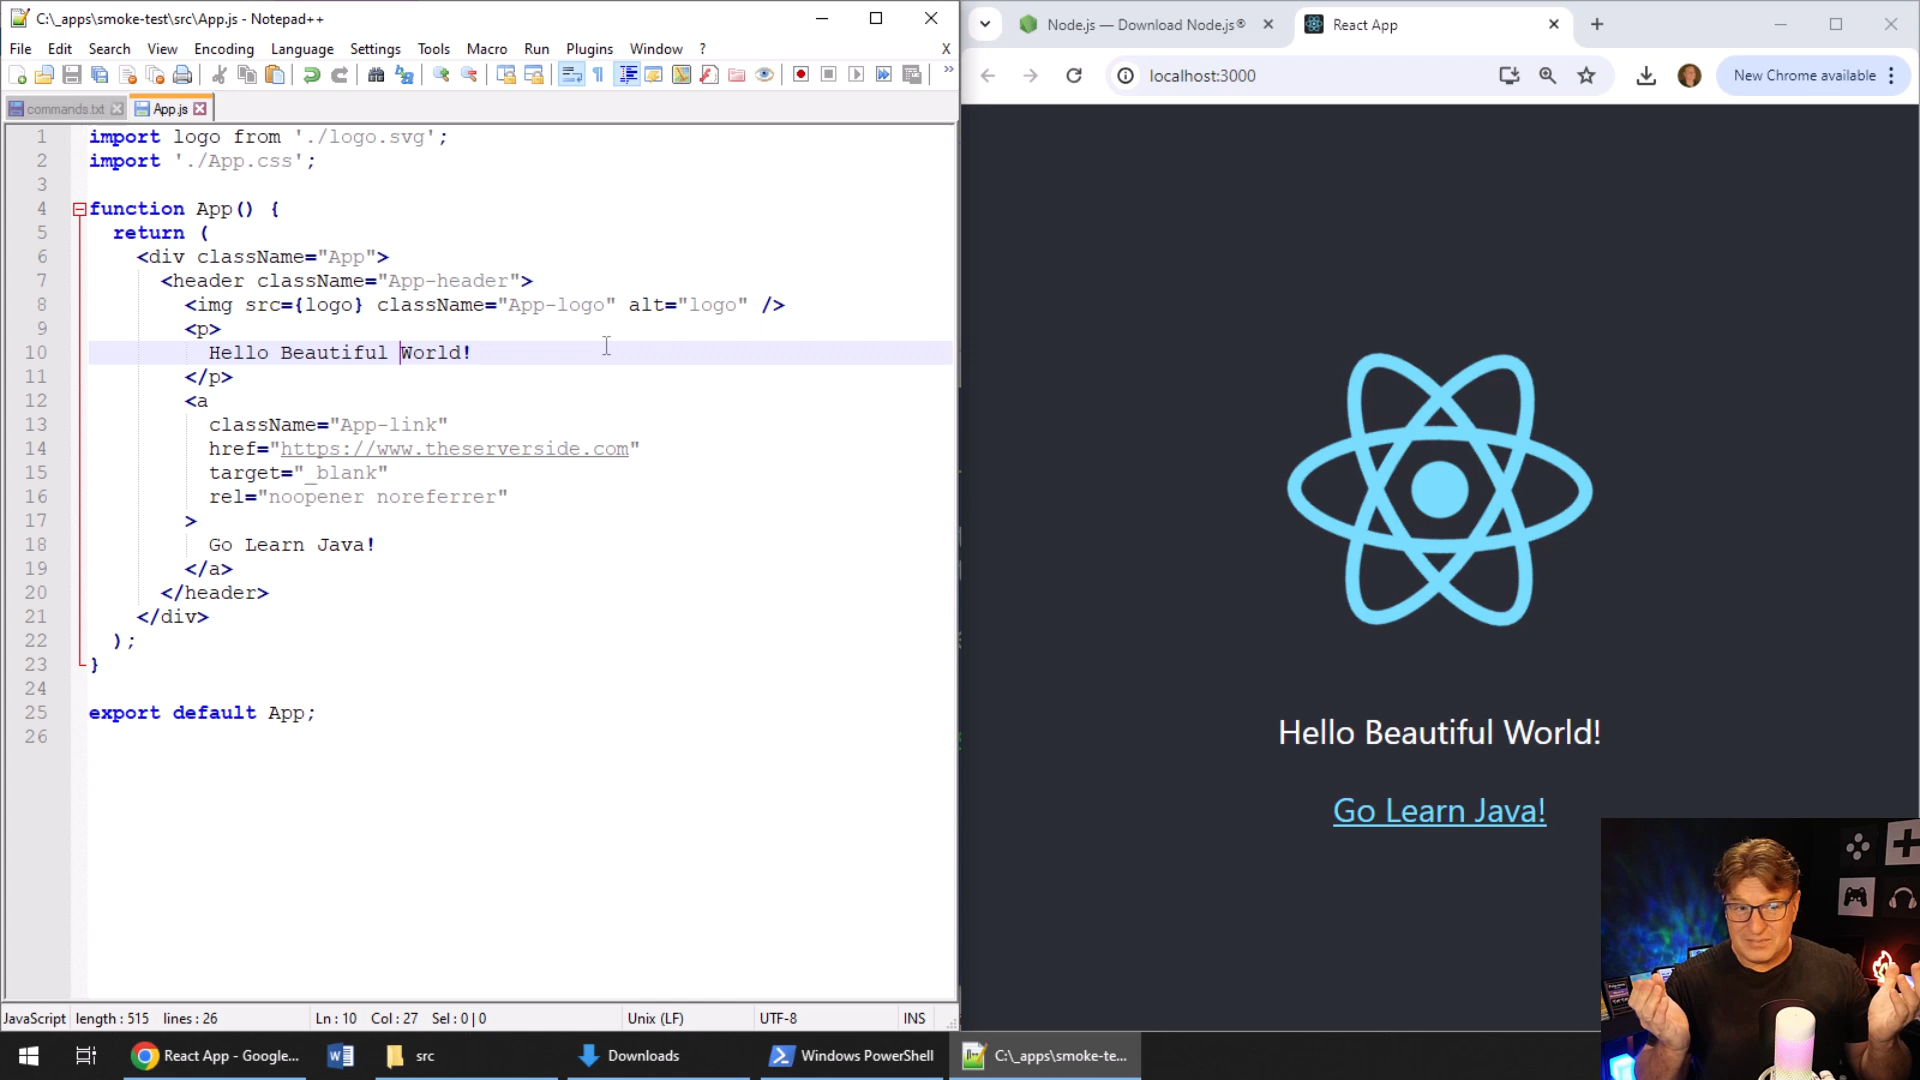 C:\_apps\smoke-test\src\App.js - Notepad++
File Edit Search View Encoding Language Settings Tools Macro Run Plugins Window ? X
commands.txt App.js
1 import logo from './logo.svg';
2 import './App.css';
3
4 function App() {
5 return (
6 <div className="App">
7 <header className="App-header">
8 <img src={logo} className="App-logo" alt="logo" />
9 <p>
10 Hello Beautiful World!
11 </p>
12 <a
13 className="App-link"
14 href="https://www.theserverside.com"
15 target="_blank"
16 rel="noopener noreferrer"
17 >
18 Go Learn Java!
19 </a>
20 </header>
21 </div>
22 );
23 }
24
25 export default App;
26
JavaScript length : 515 lines : 26 Ln : 10 Col : 27 Sel : 0 | 0 Unix (LF) UTF-8 INS
Node.js — Download Node.js® React App
localhost:3000 New Chrome available
Hello Beautiful World!
Go Learn Java!
React App - Google... src Downloads Windows PowerShell C:\_apps\smoke-te...